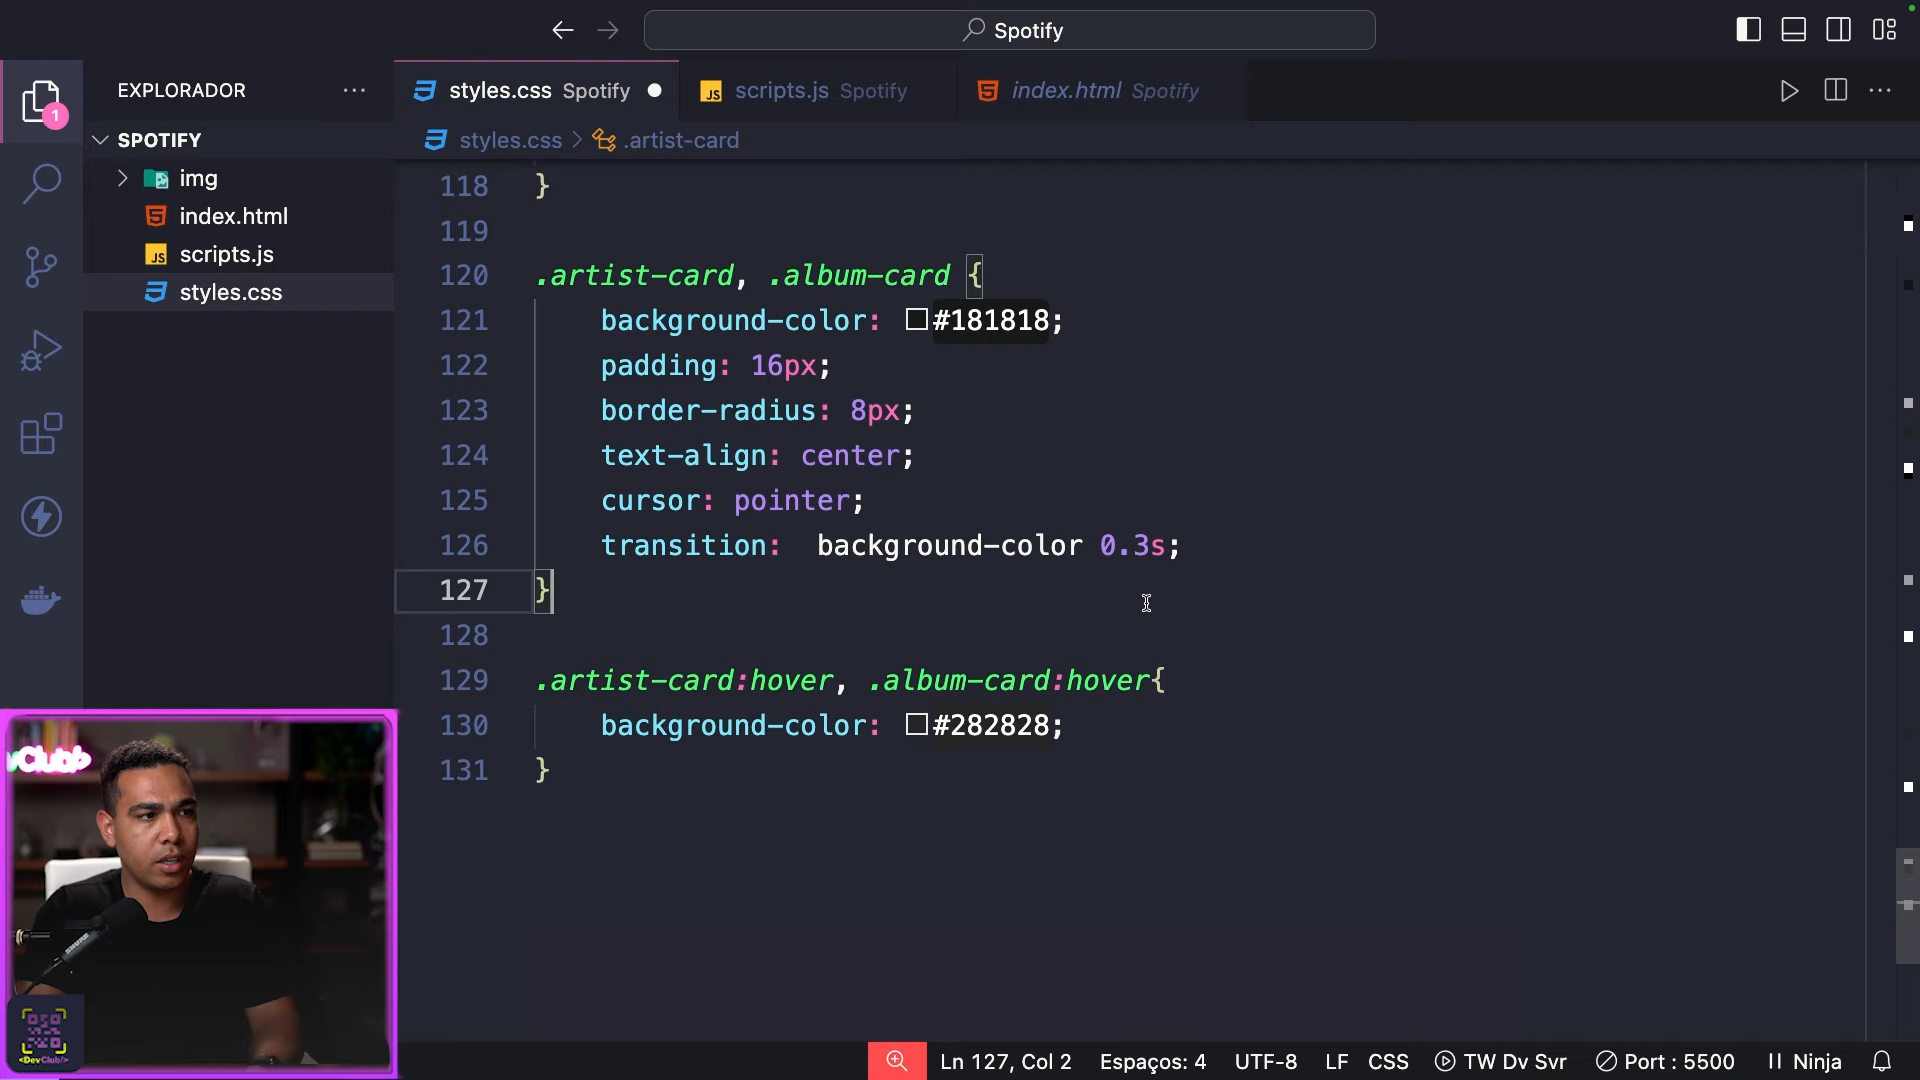 Spotify
EXPLORADOR
styles.css Spotify
scripts.js Spotify
index.html Spotify
1
SPOTIFY
styles.css > .artist-card
img
index.html
scripts.js
styles.css
118 }
119
120 .artist-card, .album-card {
121 background-color: #181818;
122 padding: 16px;
123 border-radius: 8px;
124 text-align: center;
125 cursor: pointer;
126 transition:  background-color 0.3s;
127 }
128
129 .artist-card:hover, .album-card:hover{
130 background-color: #282828;
131 }
vClub
<DevClub/>
Ln 127, Col 2
Espaços: 4
UTF-8
LF
CSS
TW Dv Svr
Port : 5500
Ninja